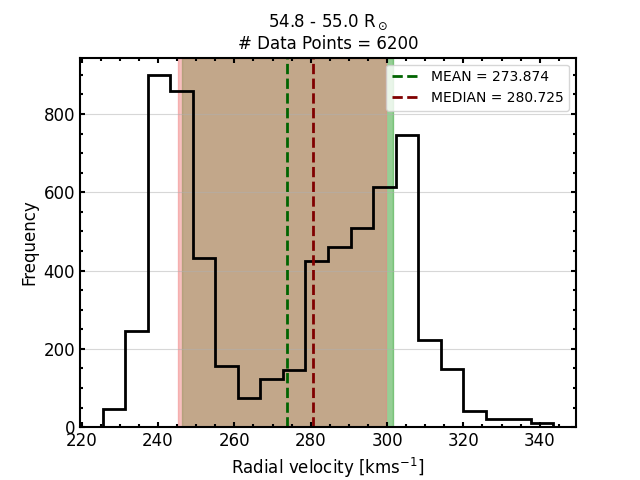 54.8 - 55.0 R⊙
# Data Points = 6200
MEAN = 273.874
MEDIAN = 280.725
Frequency
800
600
400
200
0
220 240 260 280 300 320 340
Radial velocity [kms⁻¹]